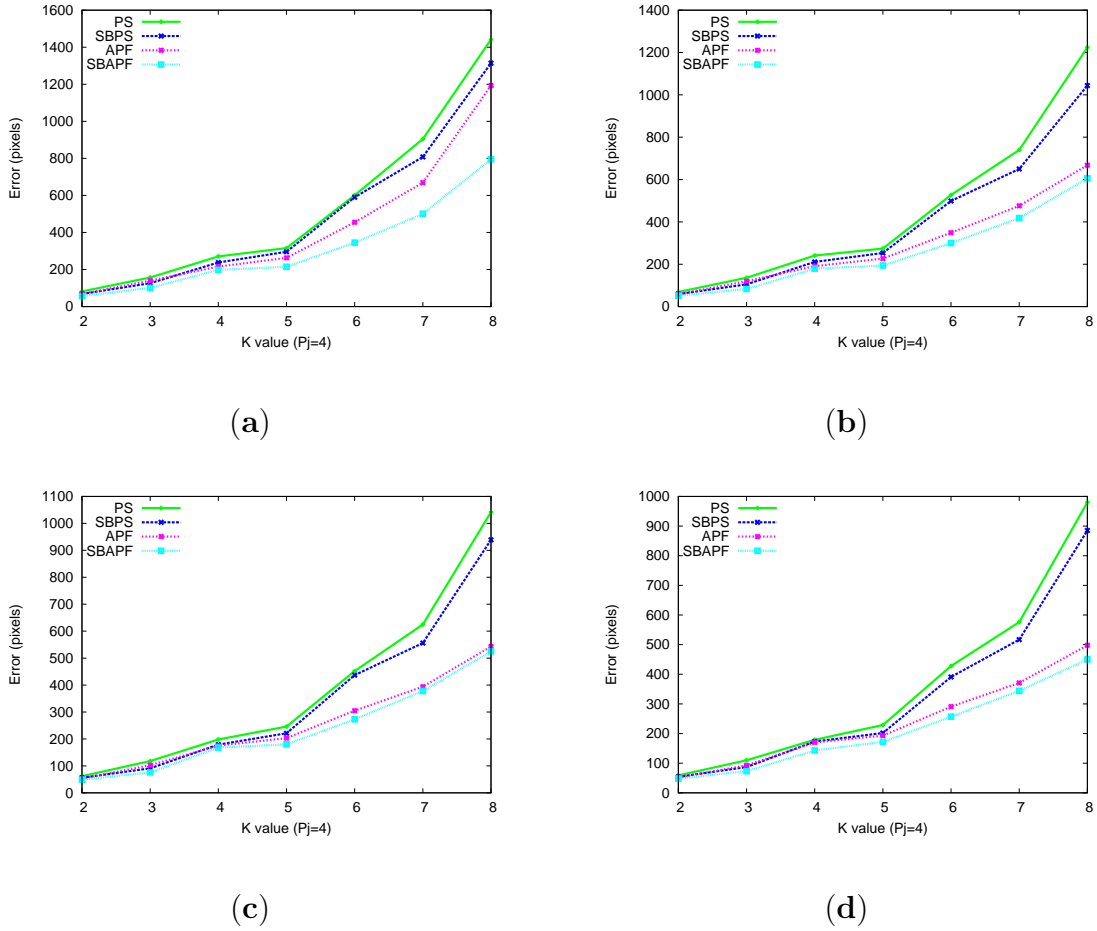 1600
1400
1200
1000
800
600
400
200
0
Error (pixels)
PS
SBPS
APF
SBAPF
2 3 4 5 6 7 8
K value (Pj=4)
(a)
1400
1200
1000
800
600
400
200
0
Error (pixels)
PS
SBPS
APF
SBAPF
2 3 4 5 6 7 8
K value (Pj=4)
(b)
1100
1000
900
800
700
600
500
400
300
200
100
0
Error (pixels)
PS
SBPS
APF
SBAPF
2 3 4 5 6 7 8
K value (Pj=4)
(c)
1000
900
800
700
600
500
400
300
200
100
0
Error (pixels)
PS
SBPS
APF
SBAPF
2 3 4 5 6 7 8
K value (Pj=4)
(d)